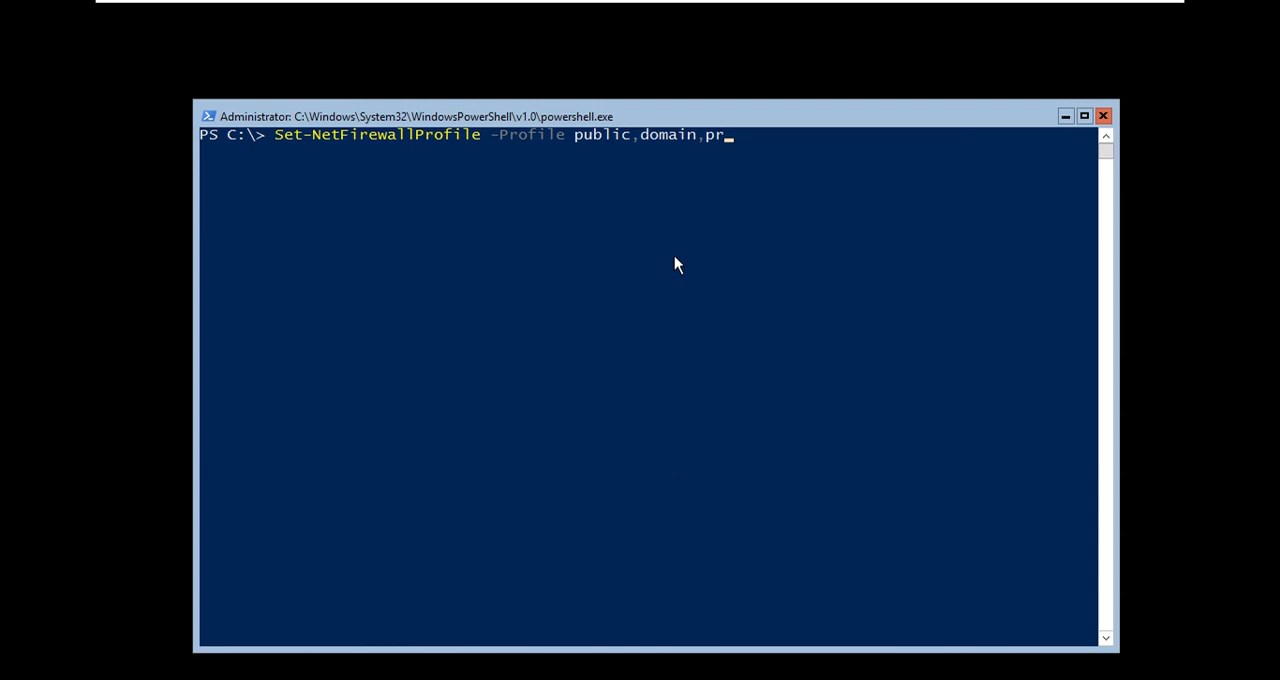 Administrator: C:\Windows\System32\WindowsPowerShell\v1.0\powershell.exe
PS C:\> Set-NetFirewallProfile -Profile public,domain,pr